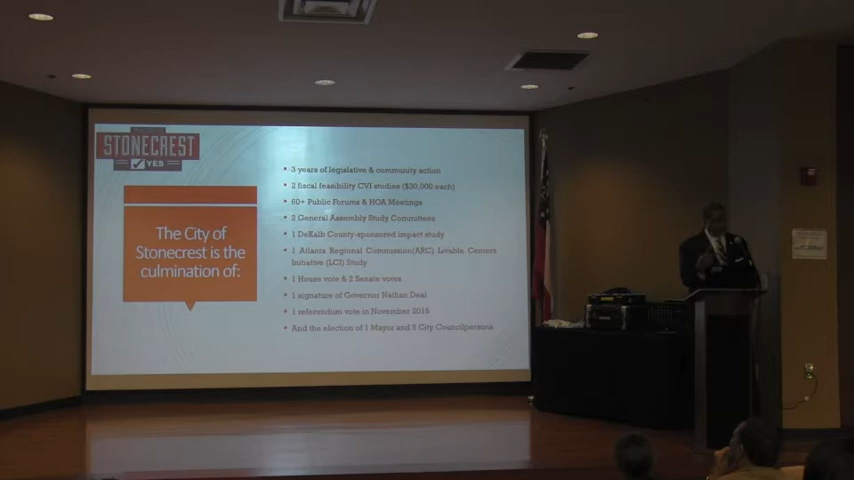 STONECREST
YES
The City of
Stonecrest is the
culmination of:
3 years of legislative & community action
2 fiscal feasibility CVI studies ($30,000 each)
60+ Public Forums & HOA Meetings
2 General Assembly Study Committees
1 DeKalb County-sponsored impact study
1 Atlanta Regional Commission(ARC) Livable Centers
Initiative (LCI) Study
1 House vote & 2 Senate votes
1 signature of Governor Nathan Deal
1 referendum vote in November 2016
And the election of 1 Mayor and 5 City Councilpersons